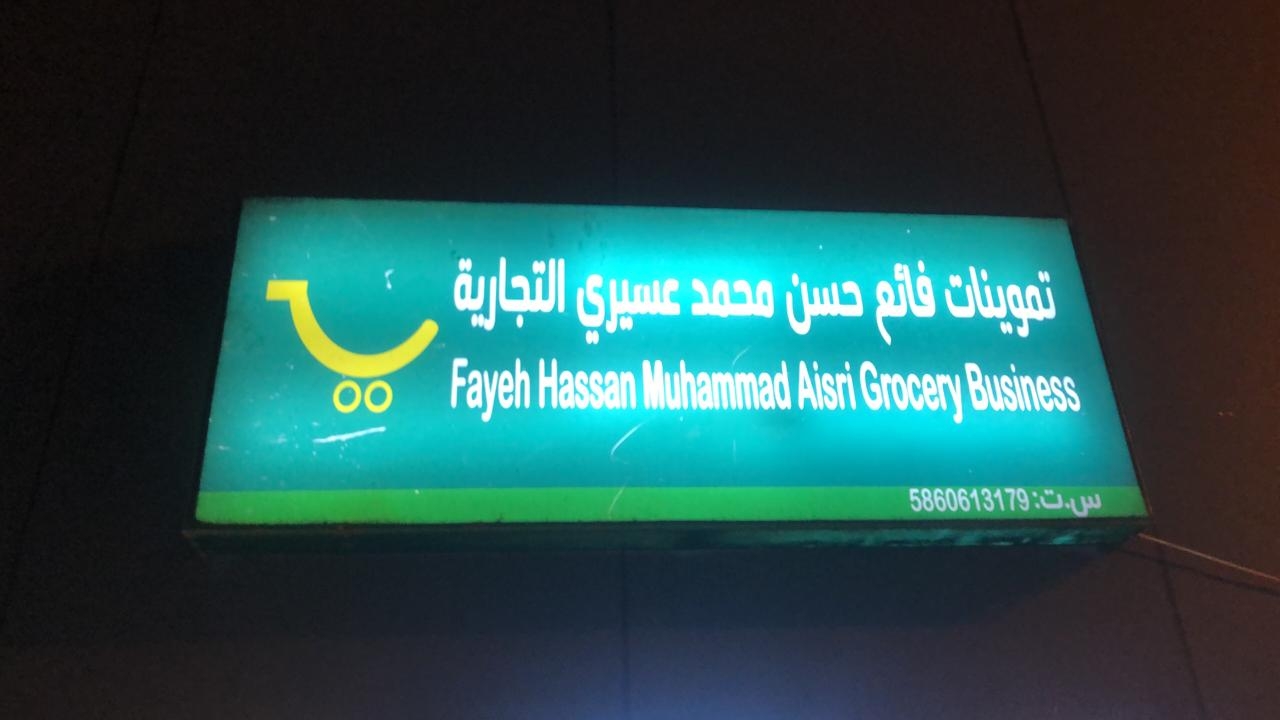 تموينات فائع حسن محمد عسيري التجارية
Fayeh Hassan Muhammad Aisri Grocery Business
س.ت: 5860613179